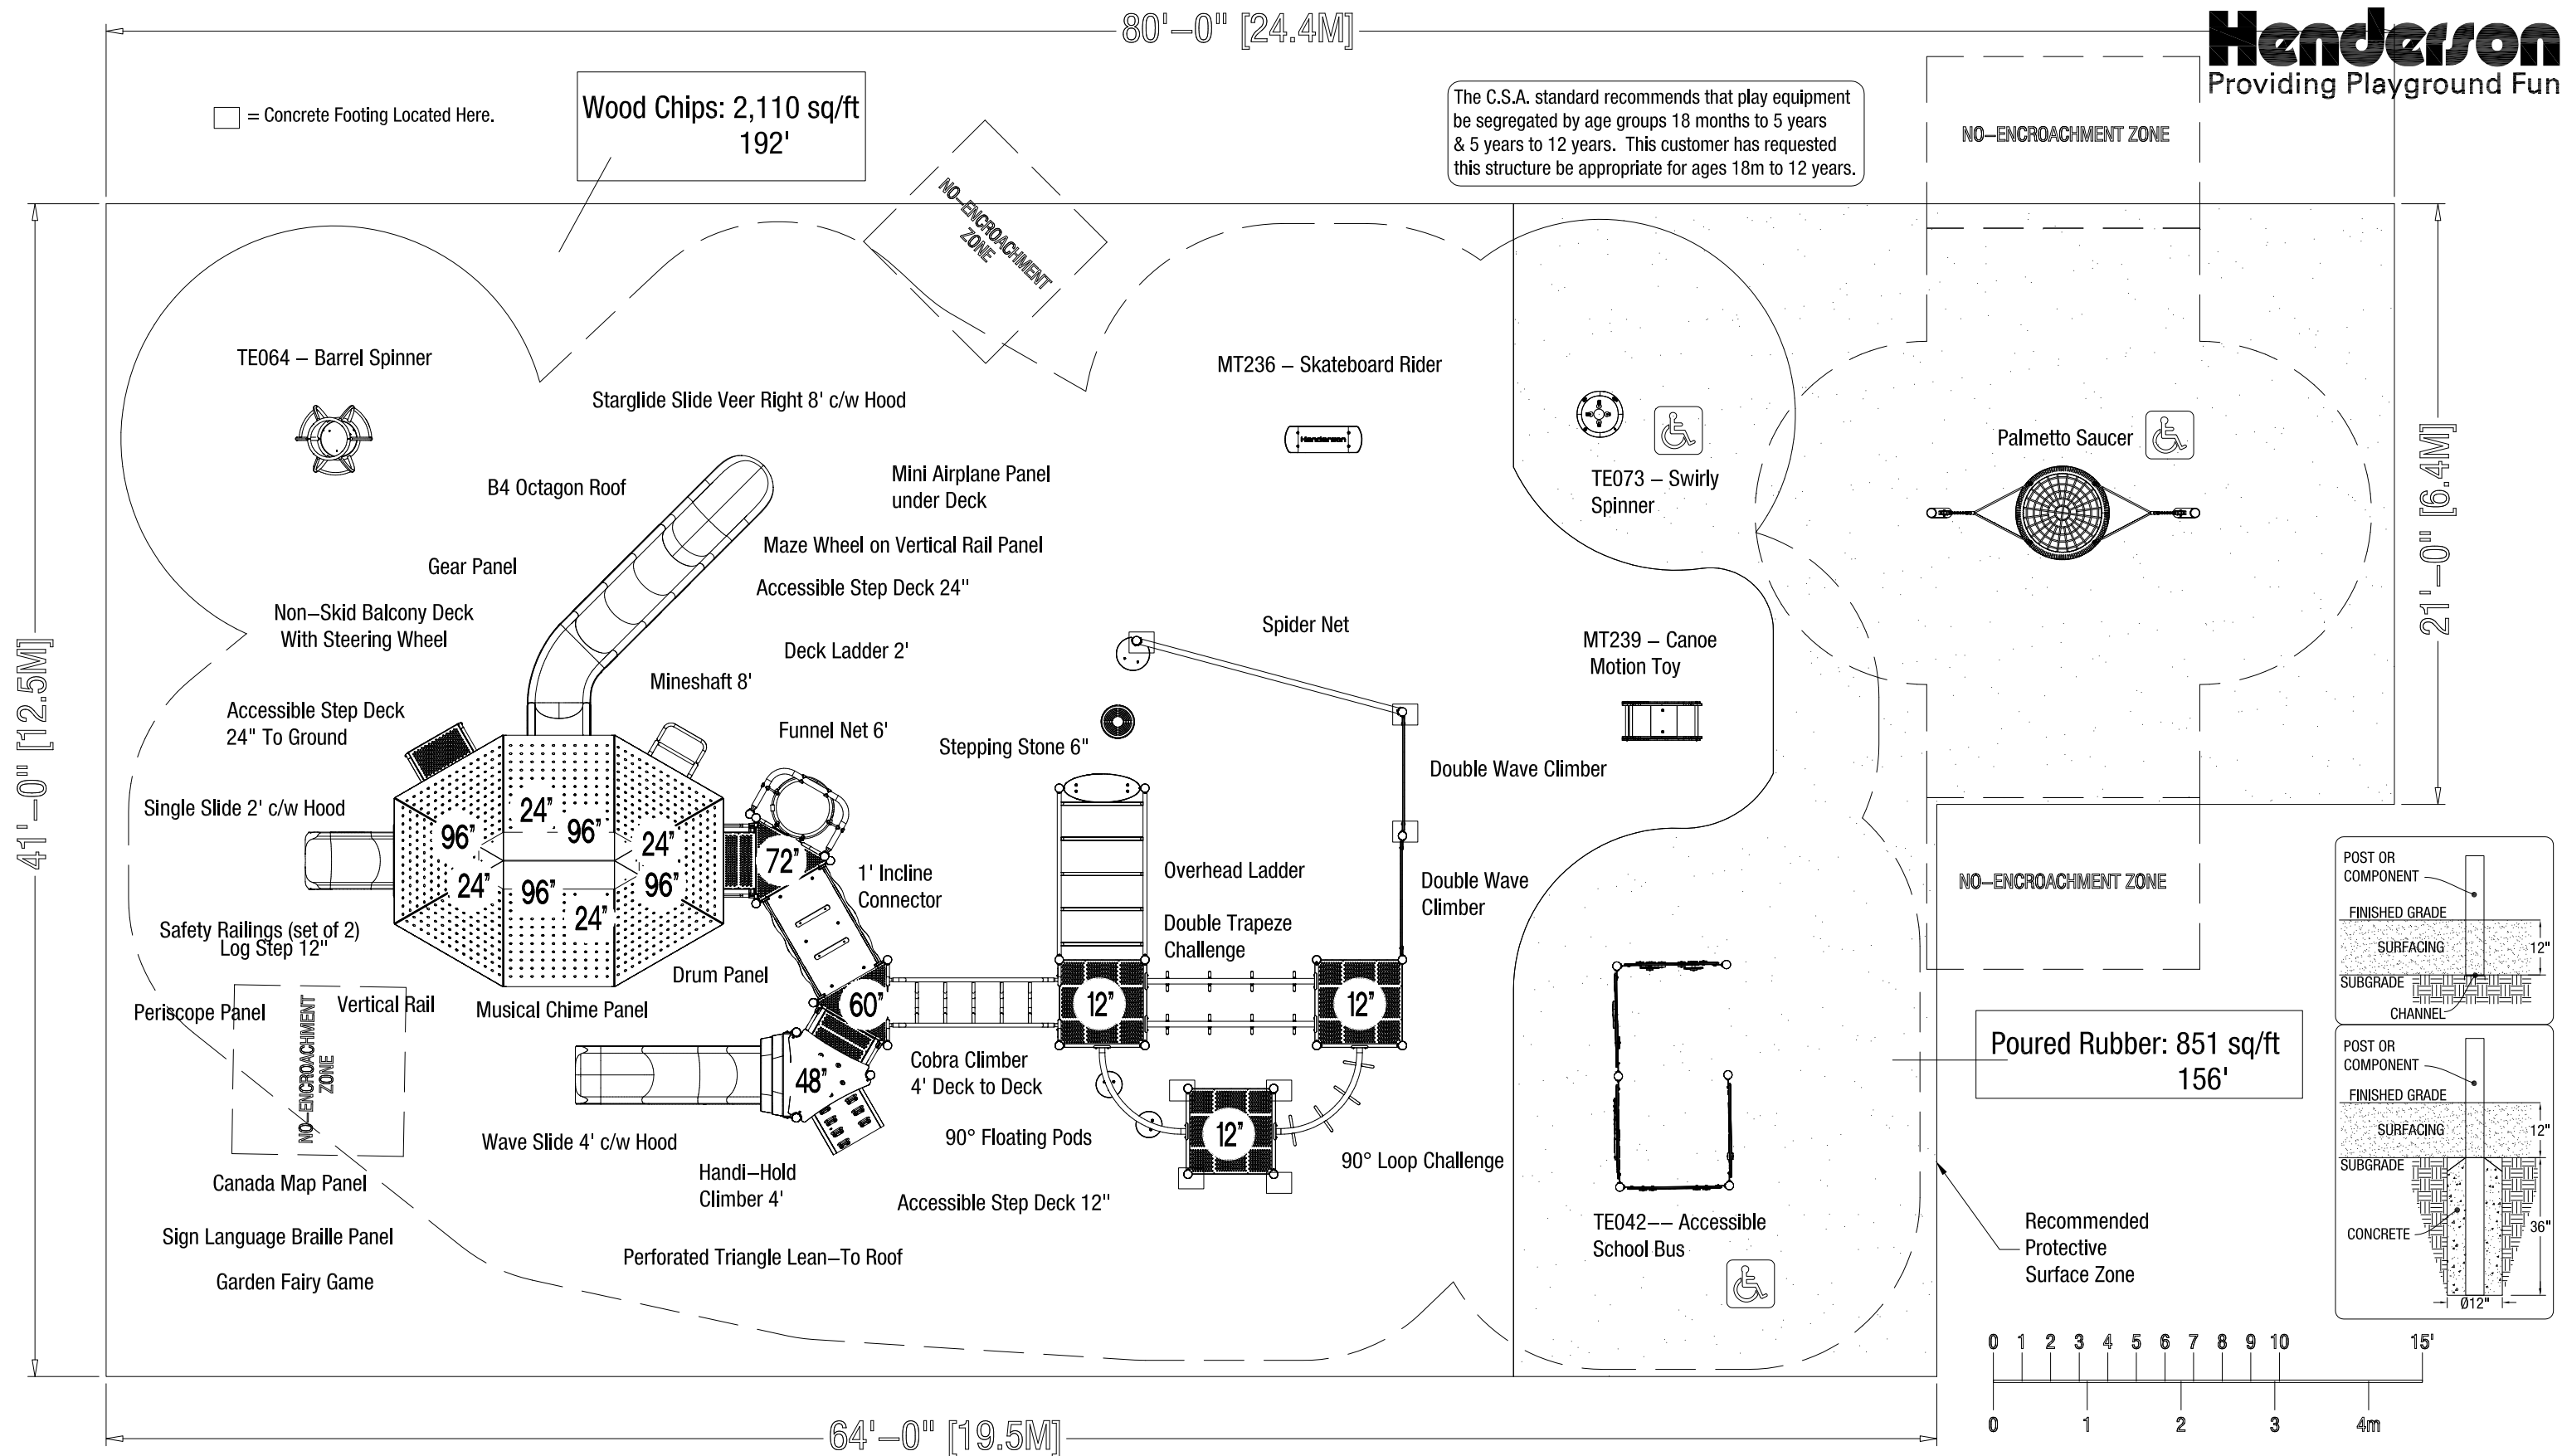 80'–0" [24.4M]
Henderson
Providing Playground Fun
= Concrete Footing Located Here.
Wood Chips: 2,110 sq/ft
192'
The C.S.A. standard recommends that play equipment
be segregated by age groups 18 months to 5 years
& 5 years to 12 years. This customer has requested
this structure be appropriate for ages 18m to 12 years.
NO–ENCROACHMENT ZONE
NO–ENCROACHMENT
ZONE
TE064 – Barrel Spinner
MT236 – Skateboard Rider
Henderson
Starglide Slide Veer Right 8' c/w Hood
B4 Octagon Roof
Mini Airplane Panel
under Deck
TE073 – Swirly
Spinner
Palmetto Saucer
21'–0" [6.4M]
Gear Panel
Maze Wheel on Vertical Rail Panel
Accessible Step Deck 24"
Non–Skid Balcony Deck
With Steering Wheel
Deck Ladder 2'
Spider Net
MT239 – Canoe
Motion Toy
41'–0" [12.5M]
Mineshaft 8'
Accessible Step Deck
24" To Ground
Funnel Net 6'
Stepping Stone 6"
Double Wave Climber
Single Slide 2' c/w Hood
96"
24"
96"
24"
24"
96"
24"
96"
72"
1' Incline
Connector
Overhead Ladder
Double Wave
Climber
Double Trapeze
Challenge
NO–ENCROACHMENT ZONE
POST OR
COMPONENT
FINISHED GRADE
SURFACING
12"
SUBGRADE
CHANNEL
Safety Railings (set of 2)
Log Step 12"
Drum Panel
Periscope Panel
Vertical Rail
Musical Chime Panel
NO–ENCROACHMENT
ZONE
60"
12"
12"
48"
12"
Cobra Climber
4' Deck to Deck
Poured Rubber: 851 sq/ft
156'
POST OR
COMPONENT
FINISHED GRADE
SURFACING
12"
SUBGRADE
CONCRETE
36"
Ø12"
Wave Slide 4' c/w Hood
90° Floating Pods
90° Loop Challenge
Canada Map Panel
Handi–Hold
Climber 4'
Accessible Step Deck 12"
TE042–– Accessible
School Bus
Recommended
Protective
Surface Zone
Sign Language Braille Panel
Perforated Triangle Lean–To Roof
Garden Fairy Game
0 1 2 3 4 5 6 7 8 9 10 15'
0 1 2 3 4m
64'–0" [19.5M]